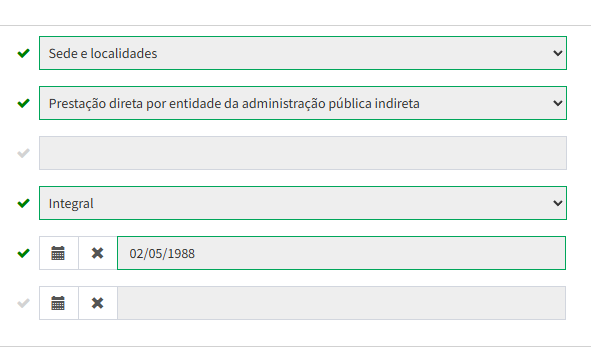 Sede e localidades
Prestação direta por entidade da administração pública indireta
Integral
02/05/1988